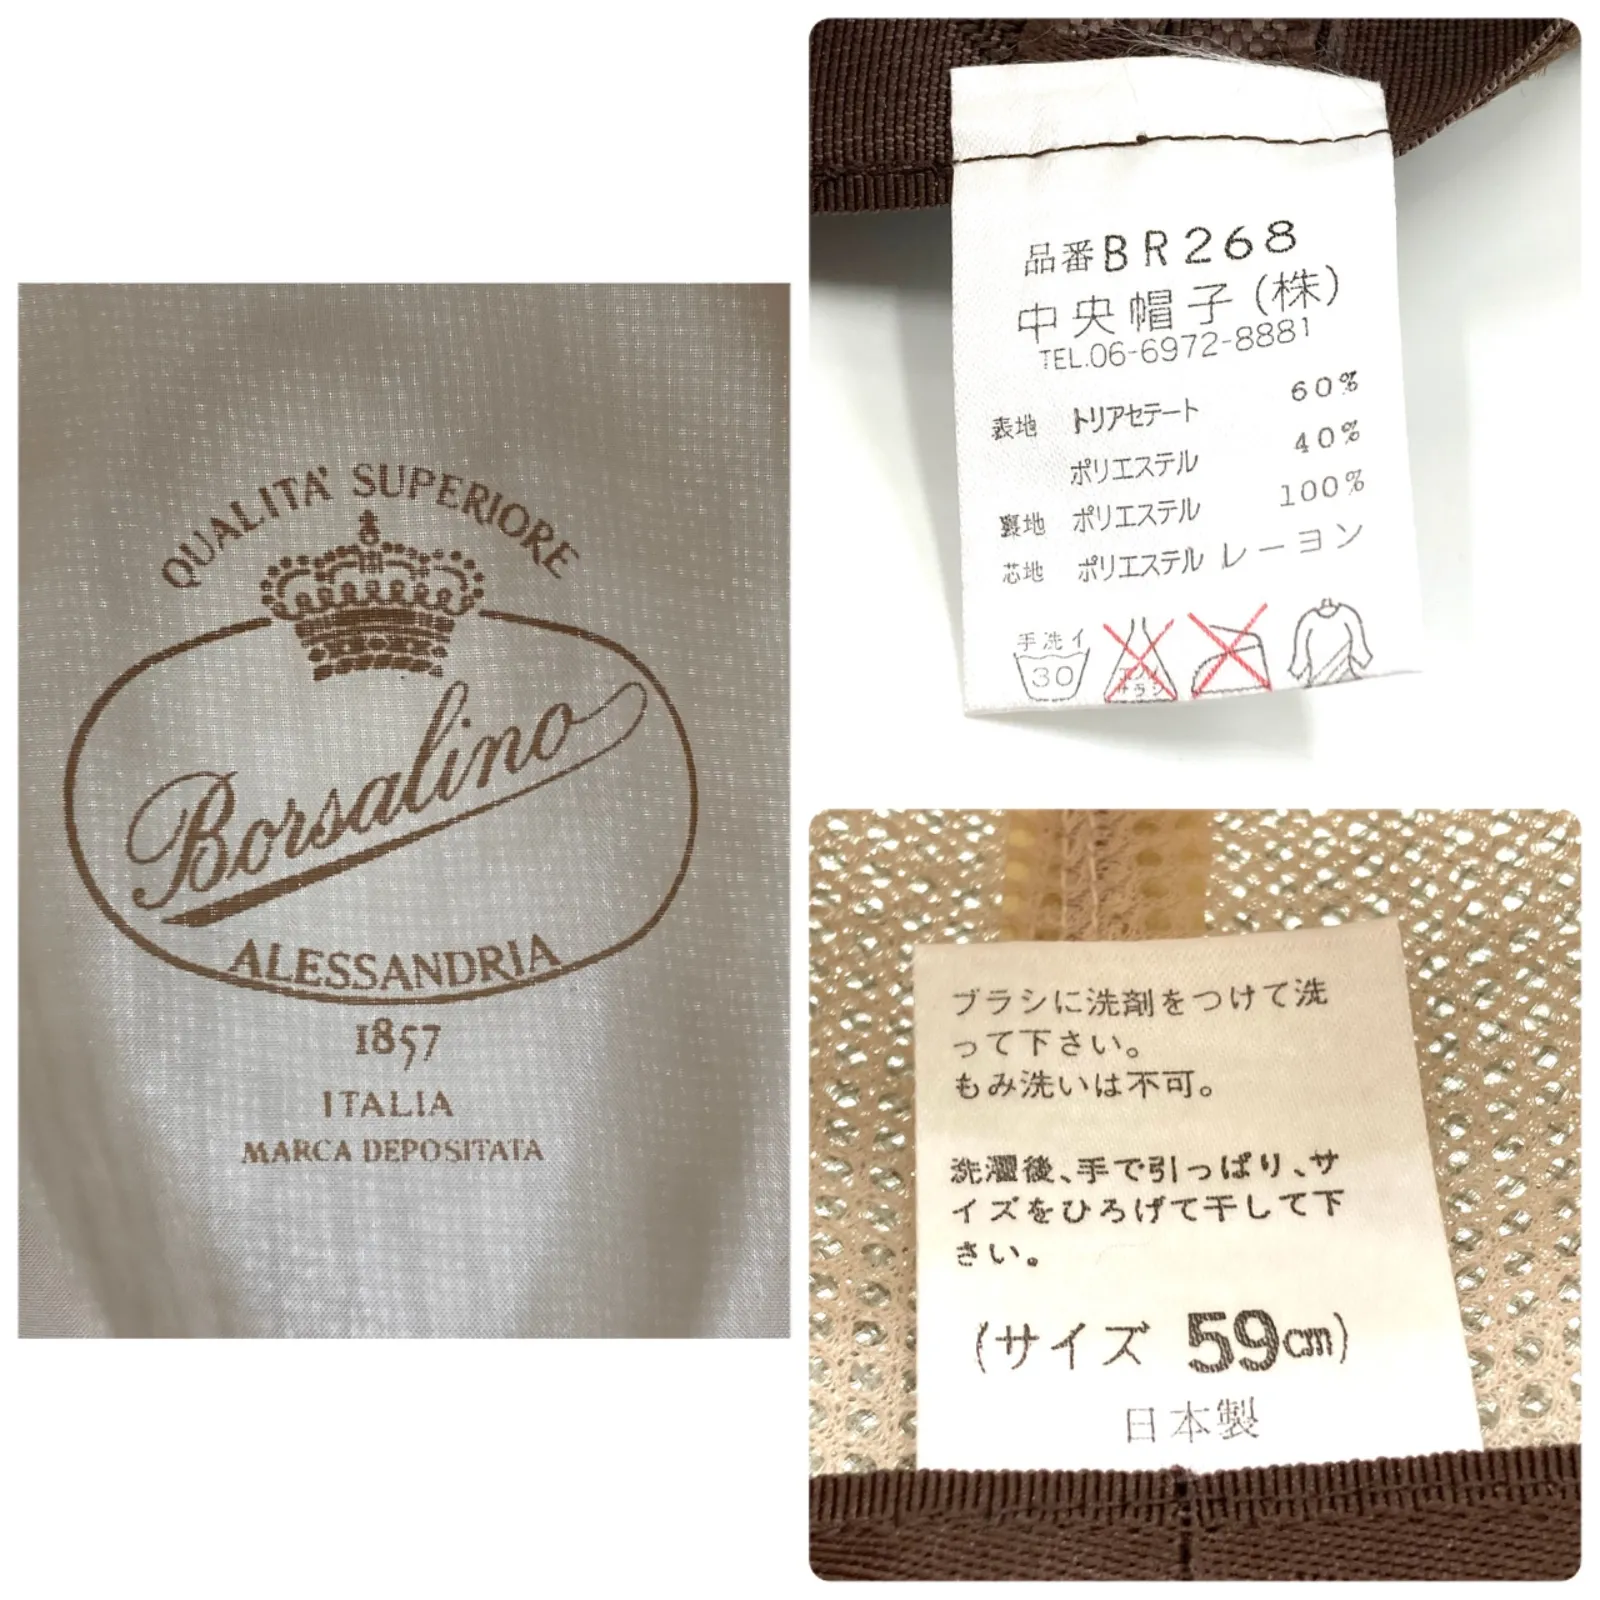 QUALITA' SUPERIORE
Borsalino
ALESSANDRIA
1857
ITALIA
MARCA DEPOSITATA
品番BR268
中央帽子(株)
TEL.06-6972-8881
表地 トリアセテート 60%
ポリエステル 40%
裏地 ポリエステル 100%
芯地 ポリエステル レーヨン
手洗イ
30
ブラシに洗剤をつけて洗
って下さい。
もみ洗いは不可。
洗濯後、手で引っぱり、サ
イズをひろげて干して下
さい。
(サイズ 59cm)
日本製